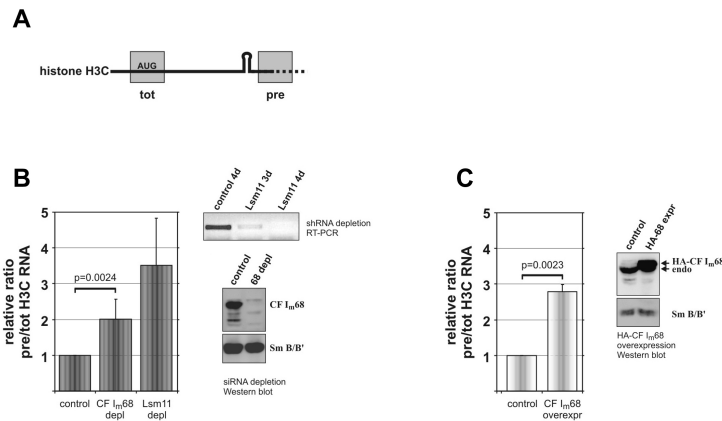 A
histone H3C
AUG
tot
pre
B
relative ratio
pre/tot H3C RNA
5
4
3
2
1
p=0.0024
control
CF Im68
depl
Lsm11
depl
control 4d
Lsm11 3d
Lsm11 4d
shRNA depletion
RT-PCR
control
68 depl
CF Im68
Sm B/B'
siRNA depletion
Western blot
C
relative ratio
pre/tot H3C RNA
5
4
3
2
1
p=0.0023
control
CF Im68
overexpr
control
HA-68 expr
HA-CF Im68
endo
Sm B/B'
HA-CF Im68
overexpression
Western blot